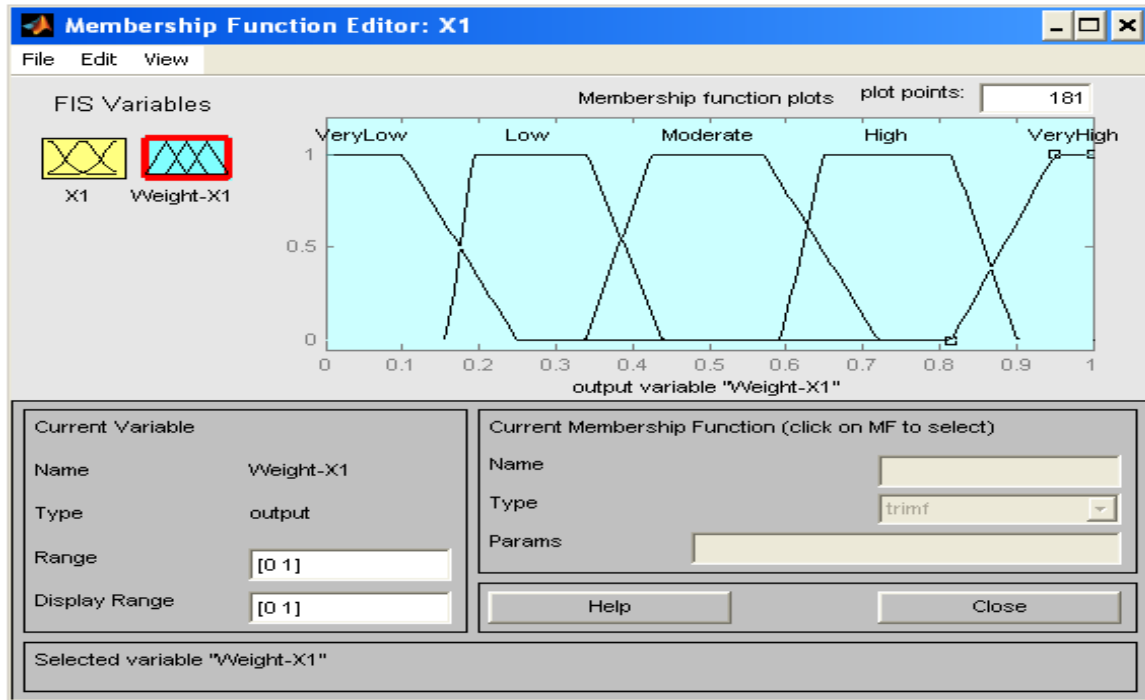 Membership Function Editor: X1
File Edit View
FIS Variables
Membership function plots plot points: 181
X1 Weight-X1
VeryLow Low Moderate High VeryHigh
1
0.5
0
0 0.1 0.2 0.3 0.4 0.5 0.6 0.7 0.8 0.9 1
output variable "Weight-X1"
Current Variable
Name Weight-X1
Type output
Range [0 1]
Display Range [0 1]
Current Membership Function (click on MF to select)
Name
Type trimf
Params
Help Close
Selected variable "Weight-X1"